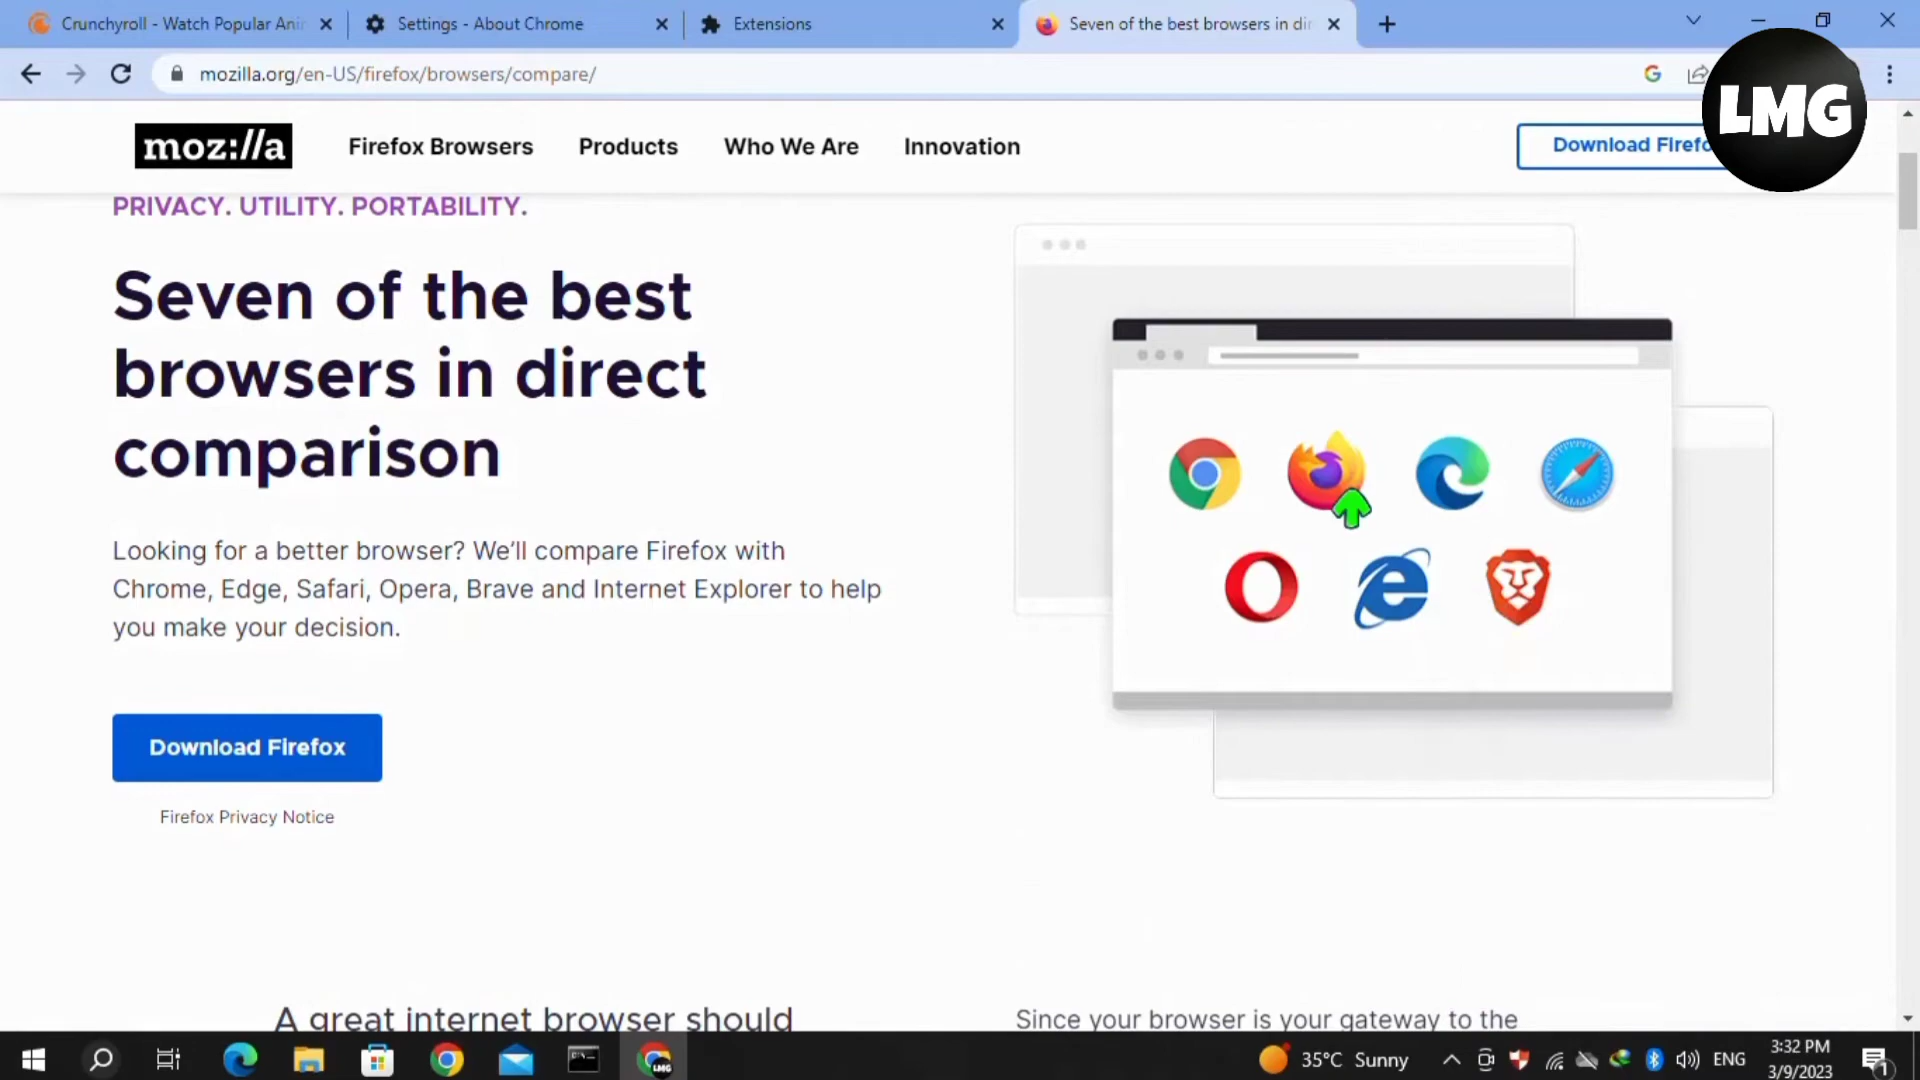 Crunchyroll - Watch Popular Ani
Settings - About Chrome
Extensions
Seven of the best browsers in dir
mozilla.org/en-US/firefox/browsers/compare/
LMG
moz://a
Firefox Browsers
Products
Who We Are
Innovation
Download Firefo
PRIVACY. UTILITY. PORTABILITY.
Seven of the best
browsers in direct
comparison
Looking for a better browser? We’ll compare Firefox with
Chrome, Edge, Safari, Opera, Brave and Internet Explorer to help
you make your decision.
Download Firefox
Firefox Privacy Notice
A great internet browser should
Since your browser is your gateway to the
LMG
35°C Sunny
ENG
3:32 PM
3/9/2023
1